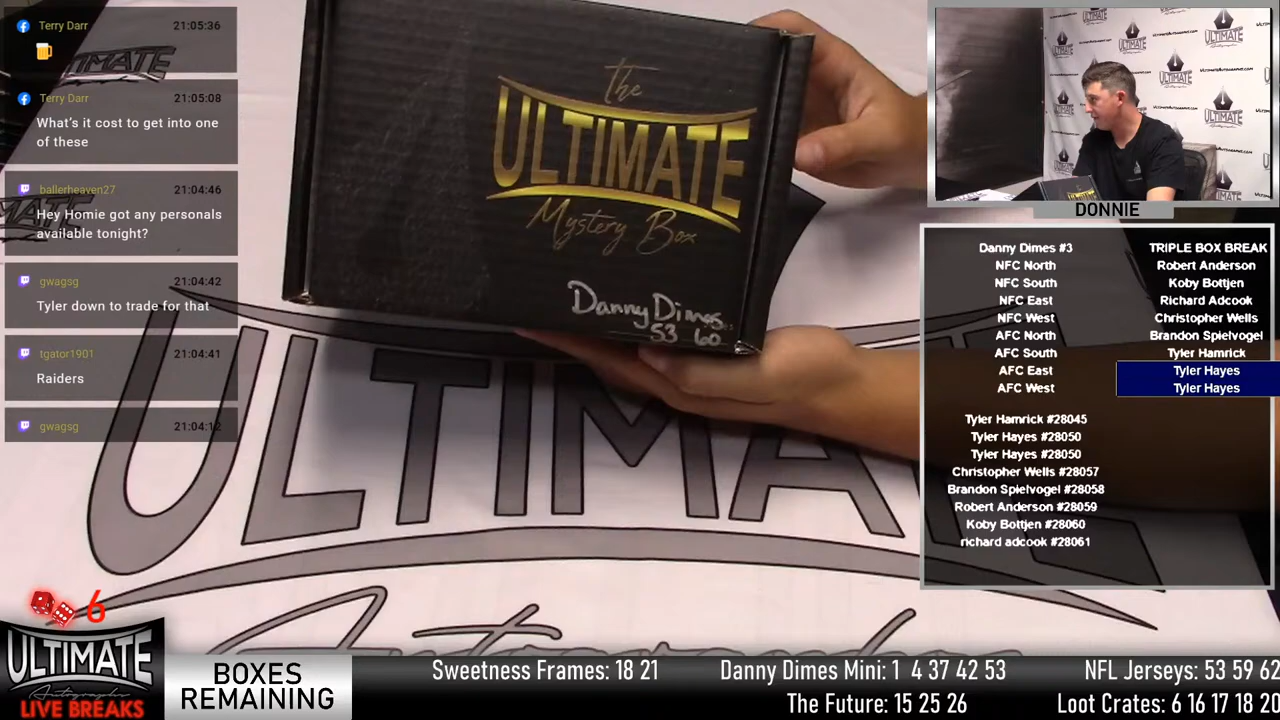 Terry Darr 21:05:36
Terry Darr 21:05:08
What's it cost to get into one
of these
ballerheaven27 21:04:46
Hey Homie got any personals
available tonight?
gwagsg 21:04:42
Tyler down to trade for that
tgator1901 21:04:41
Raiders
gwagsg 21:04:12
The
ULTIMATE
Mystery Box
Danny Dimes
53 60
ULTIMATE
Autographs
DONNIE
Danny Dimes #3 TRIPLE BOX BREAK
NFC North Robert Anderson
NFC South Koby Bottjen
NFC East Richard Adcook
NFC West Christopher Wells
AFC North Brandon Spielvogel
AFC South Tyler Hamrick
AFC East Tyler Hayes
AFC West Tyler Hayes
Tyler Hamrick #28045
Tyler Hayes #28050
Tyler Hayes #28050
Christopher Wells #28057
Brandon Spielvogel #28058
Robert Anderson #28059
Koby Bottjen #28060
richard adcook #28061
6
ULTIMATE
Autographs
LIVE BREAKS
BOXES
REMAINING
Sweetness Frames: 18 21 Danny Dimes Mini: 1 4 37 42 53 NFL Jerseys: 53 59 62
The Future: 15 25 26 Loot Crates: 6 16 17 18 20